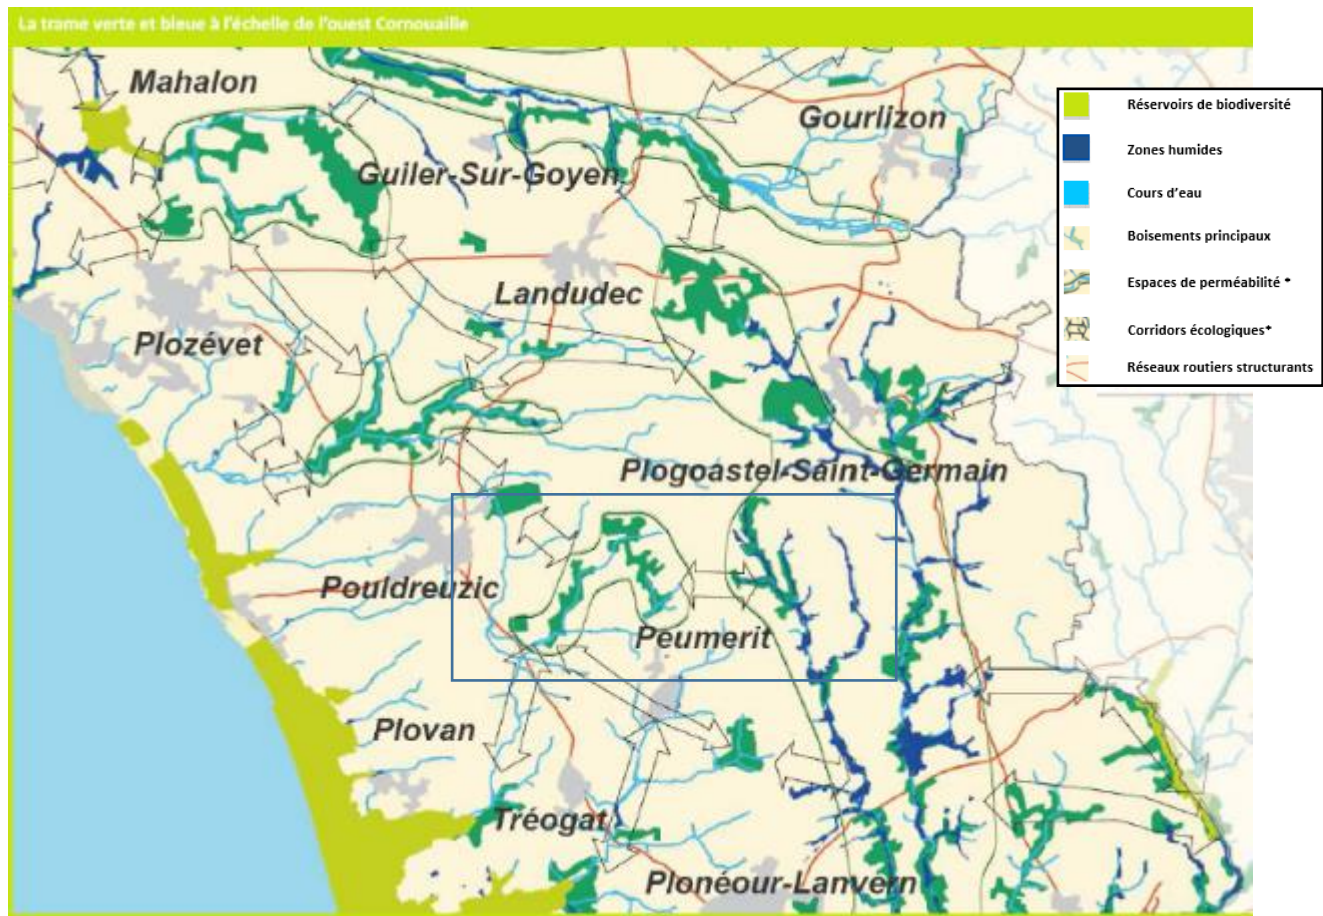 La trame verte et bleue à l'échelle de l'ouest Cornouaille
Mahalon
Gourlizon
Guiler-Sur-Goyen
Landudec
Plozévet
Plogoastel-Saint-Germain
Pouldreuzic
Peumerit
Plovan
Tréogat
Plonéour-Lanvern
Réservoirs de biodiversité
Zones humides
Cours d'eau
Boisements principaux
Espaces de perméabilité *
Corridors écologiques*
Réseaux routiers structurants